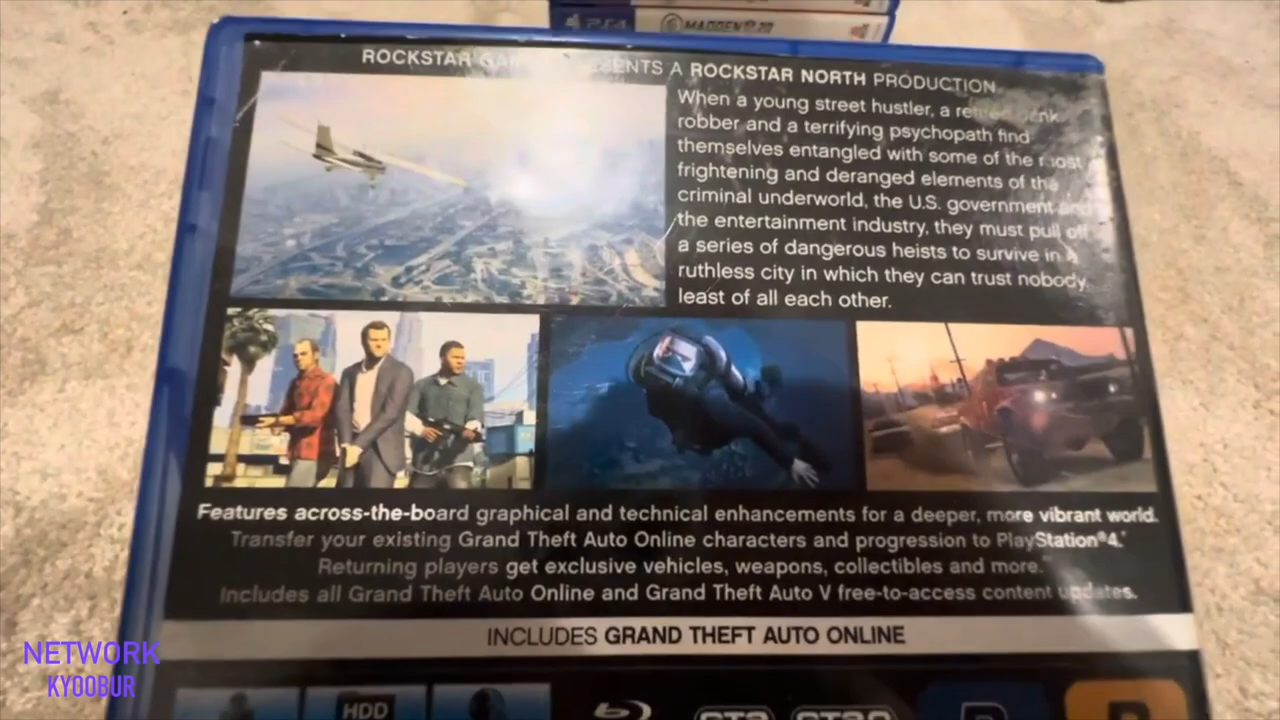 PS4 MADDEN
ROCKSTAR A ROCKSTAR NORTH PRODUCTION
When a young street hustler, a
robber and a terrifying psychopath find
themselves entangled with some of the most
frightening and deranged elements of the
criminal underworld, the U.S. government and
the entertainment industry, they must pull off
a series of dangerous heists to survive in a
ruthless city in which they can trust nobody
least of all each other.
Features across-the-board graphical and technical enhancements for a deeper, more vibrant world.
Transfer your existing Grand Theft Auto Online characters and progression to PlayStation®4.*
Returning players get exclusive vehicles, weapons, collectibles and more.
Includes all Grand Theft Auto Online and Grand Theft Auto V free-to-access content updates.
INCLUDES GRAND THEFT AUTO ONLINE
NETWORK
KYOOBUR
HDD